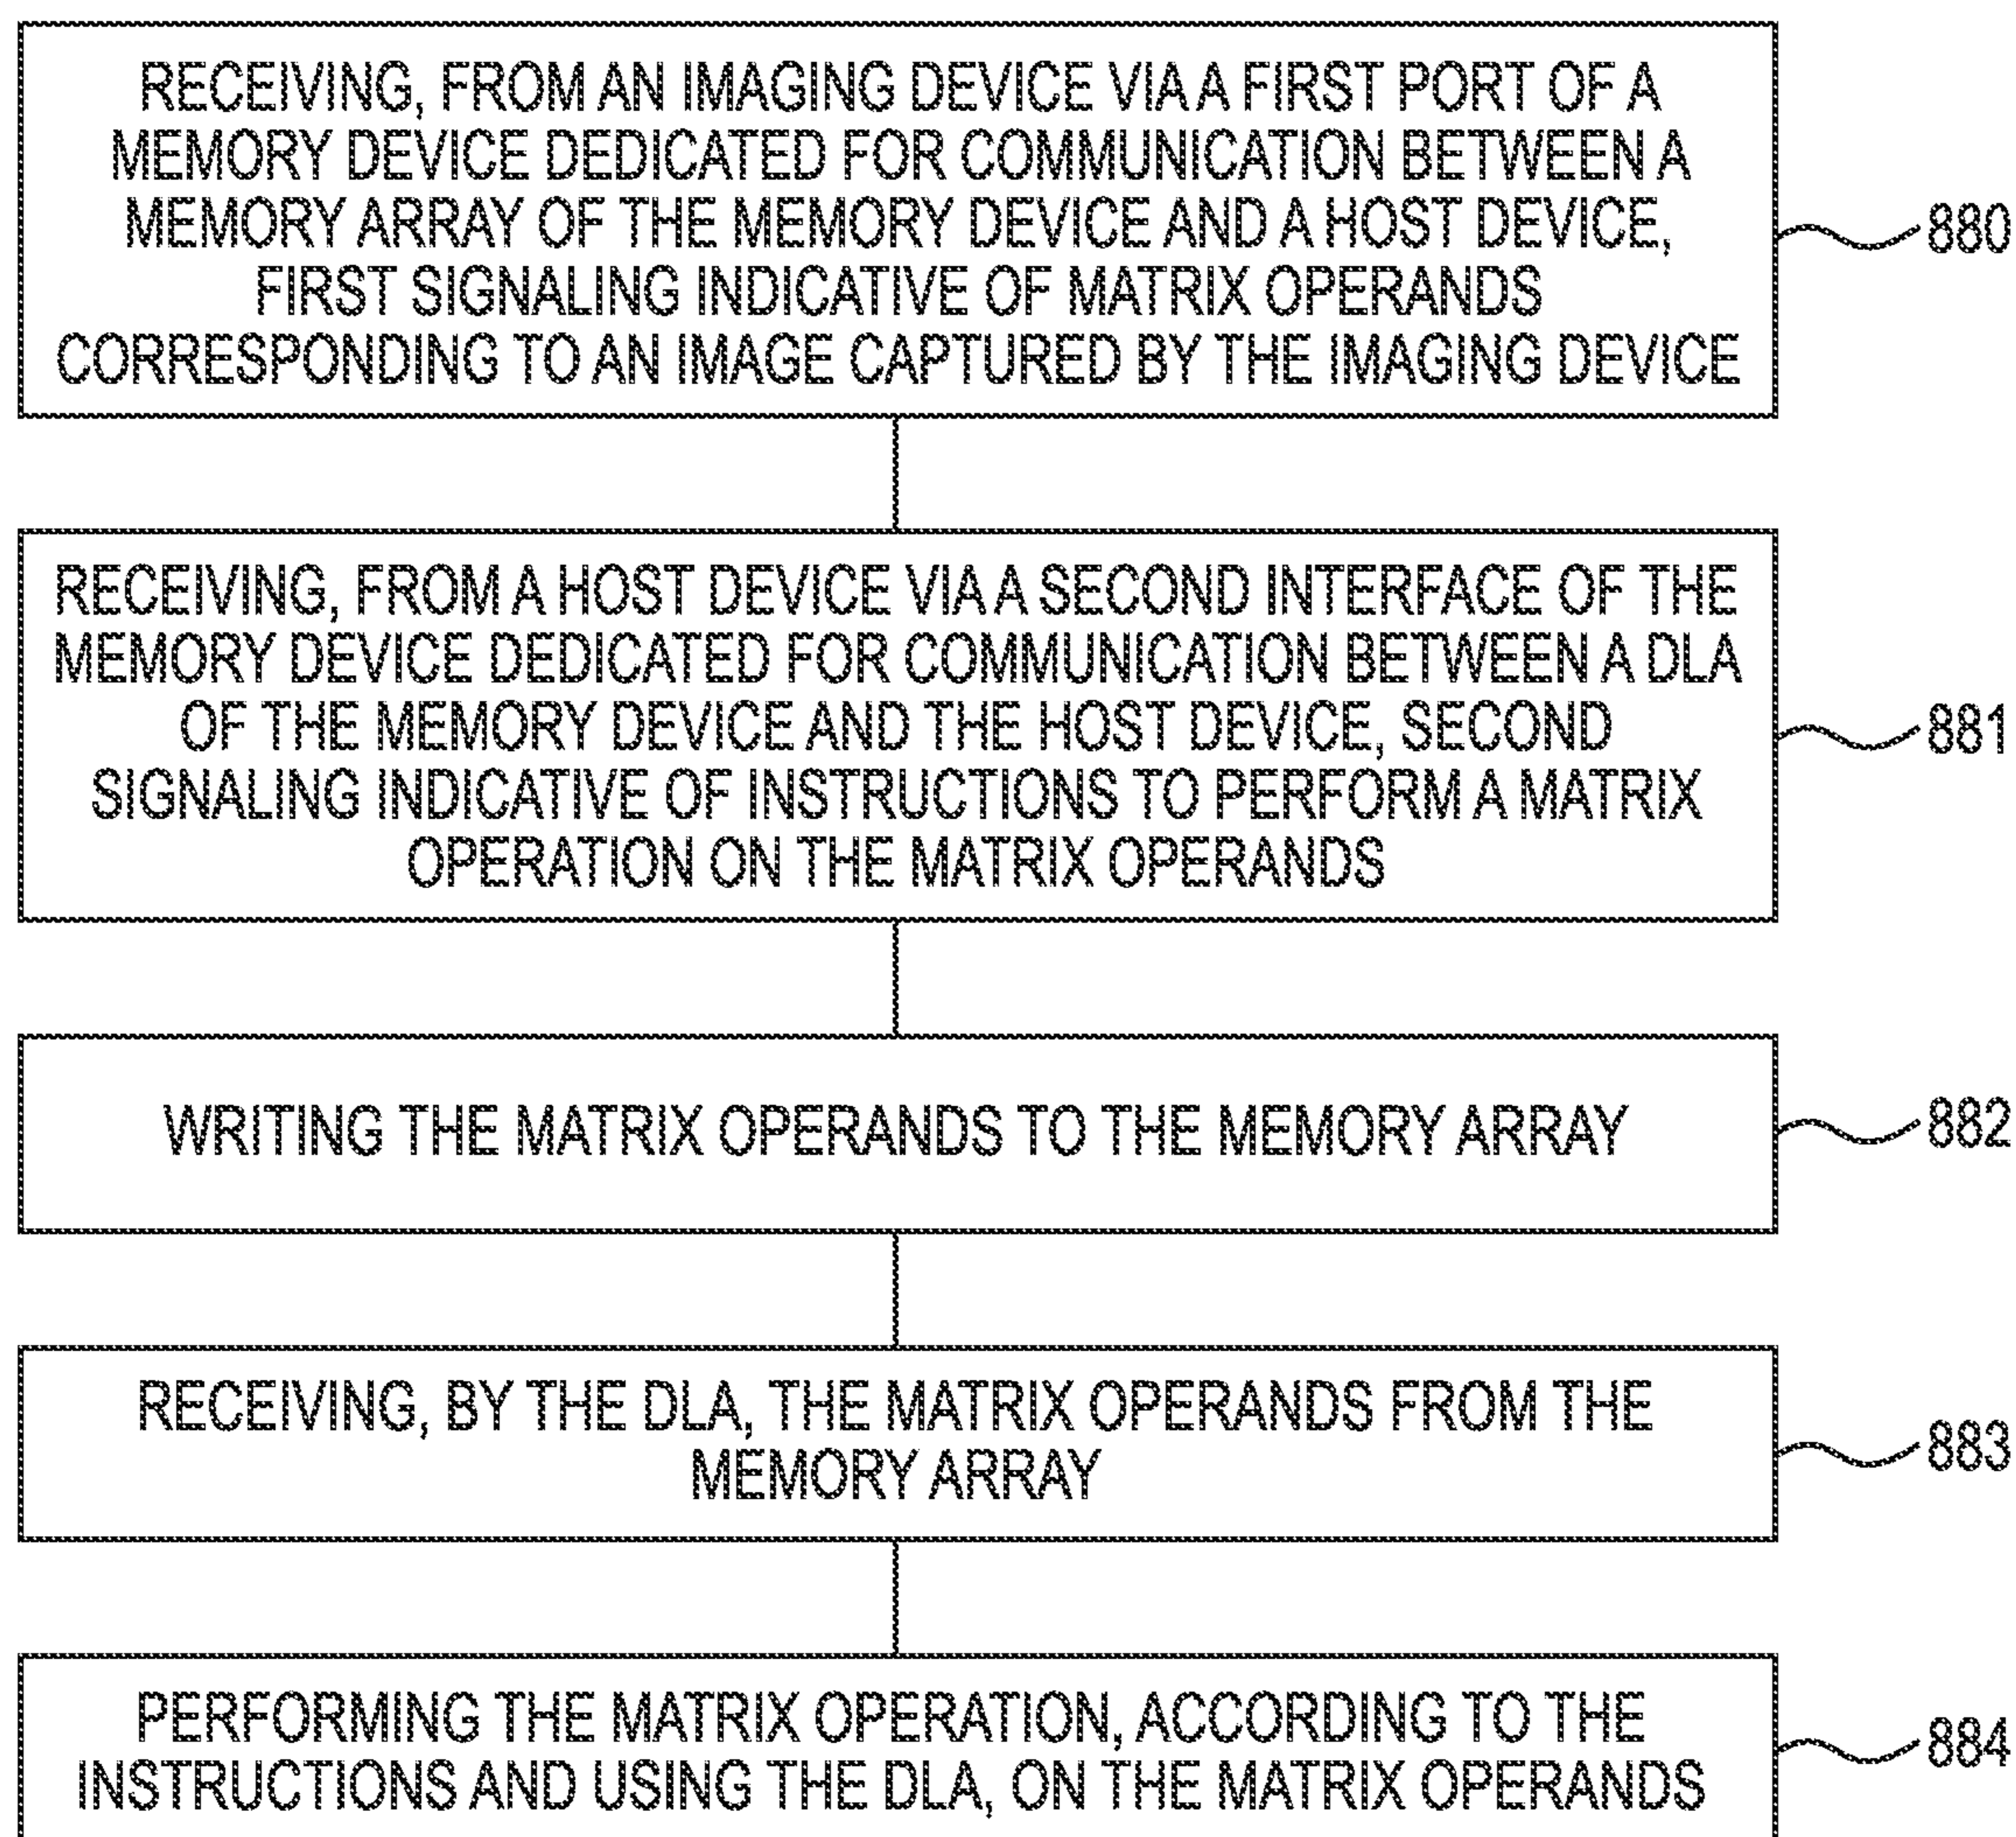 RECEIVING, FROM AN IMAGING DEVICE VIA A FIRST PORT OF A
MEMORY DEVICE DEDICATED FOR COMMUNICATION BETWEEN A
MEMORY ARRAY OF THE MEMORY DEVICE AND A HOST DEVICE,
FIRST SIGNALING INDICATIVE OF MATRIX OPERANDS
CORRESPONDING TO AN IMAGE CAPTURED BY THE IMAGING DEVICE
880
RECEIVING, FROM A HOST DEVICE VIA A SECOND INTERFACE OF THE
MEMORY DEVICE DEDICATED FOR COMMUNICATION BETWEEN A DLA
OF THE MEMORY DEVICE AND THE HOST DEVICE, SECOND
SIGNALING INDICATIVE OF INSTRUCTIONS TO PERFORM A MATRIX
OPERATION ON THE MATRIX OPERANDS
881
WRITING THE MATRIX OPERANDS TO THE MEMORY ARRAY
882
RECEIVING, BY THE DLA, THE MATRIX OPERANDS FROM THE
MEMORY ARRAY
883
PERFORMING THE MATRIX OPERATION, ACCORDING TO THE
INSTRUCTIONS AND USING THE DLA, ON THE MATRIX OPERANDS
884